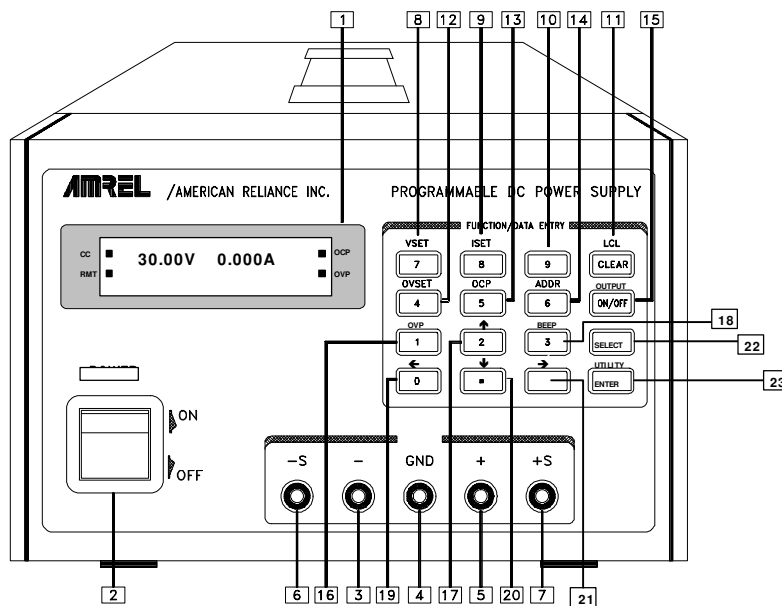 1 8 12 9 13 10 14 11 15
AMREL /AMERICAN RELIANCE INC. PROGRAMMABLE DC POWER SUPPLY
FUNCTION/DATA ENTRY
VSET ISET LCL
7 8 9 CLEAR
CC 30.00V 0.000A OCP
RMT OVP
OVSET OCP ADDR OUTPUT
4 5 6 ON/OFF
OVP ↑ BEEP 18
1 2 3 SELECT 22
← ↓ → UTILITY
0 . ENTER 23
POWER
ON
OFF
-S - GND + +S
2 6 16 3 19 4 17 5 20 7 21